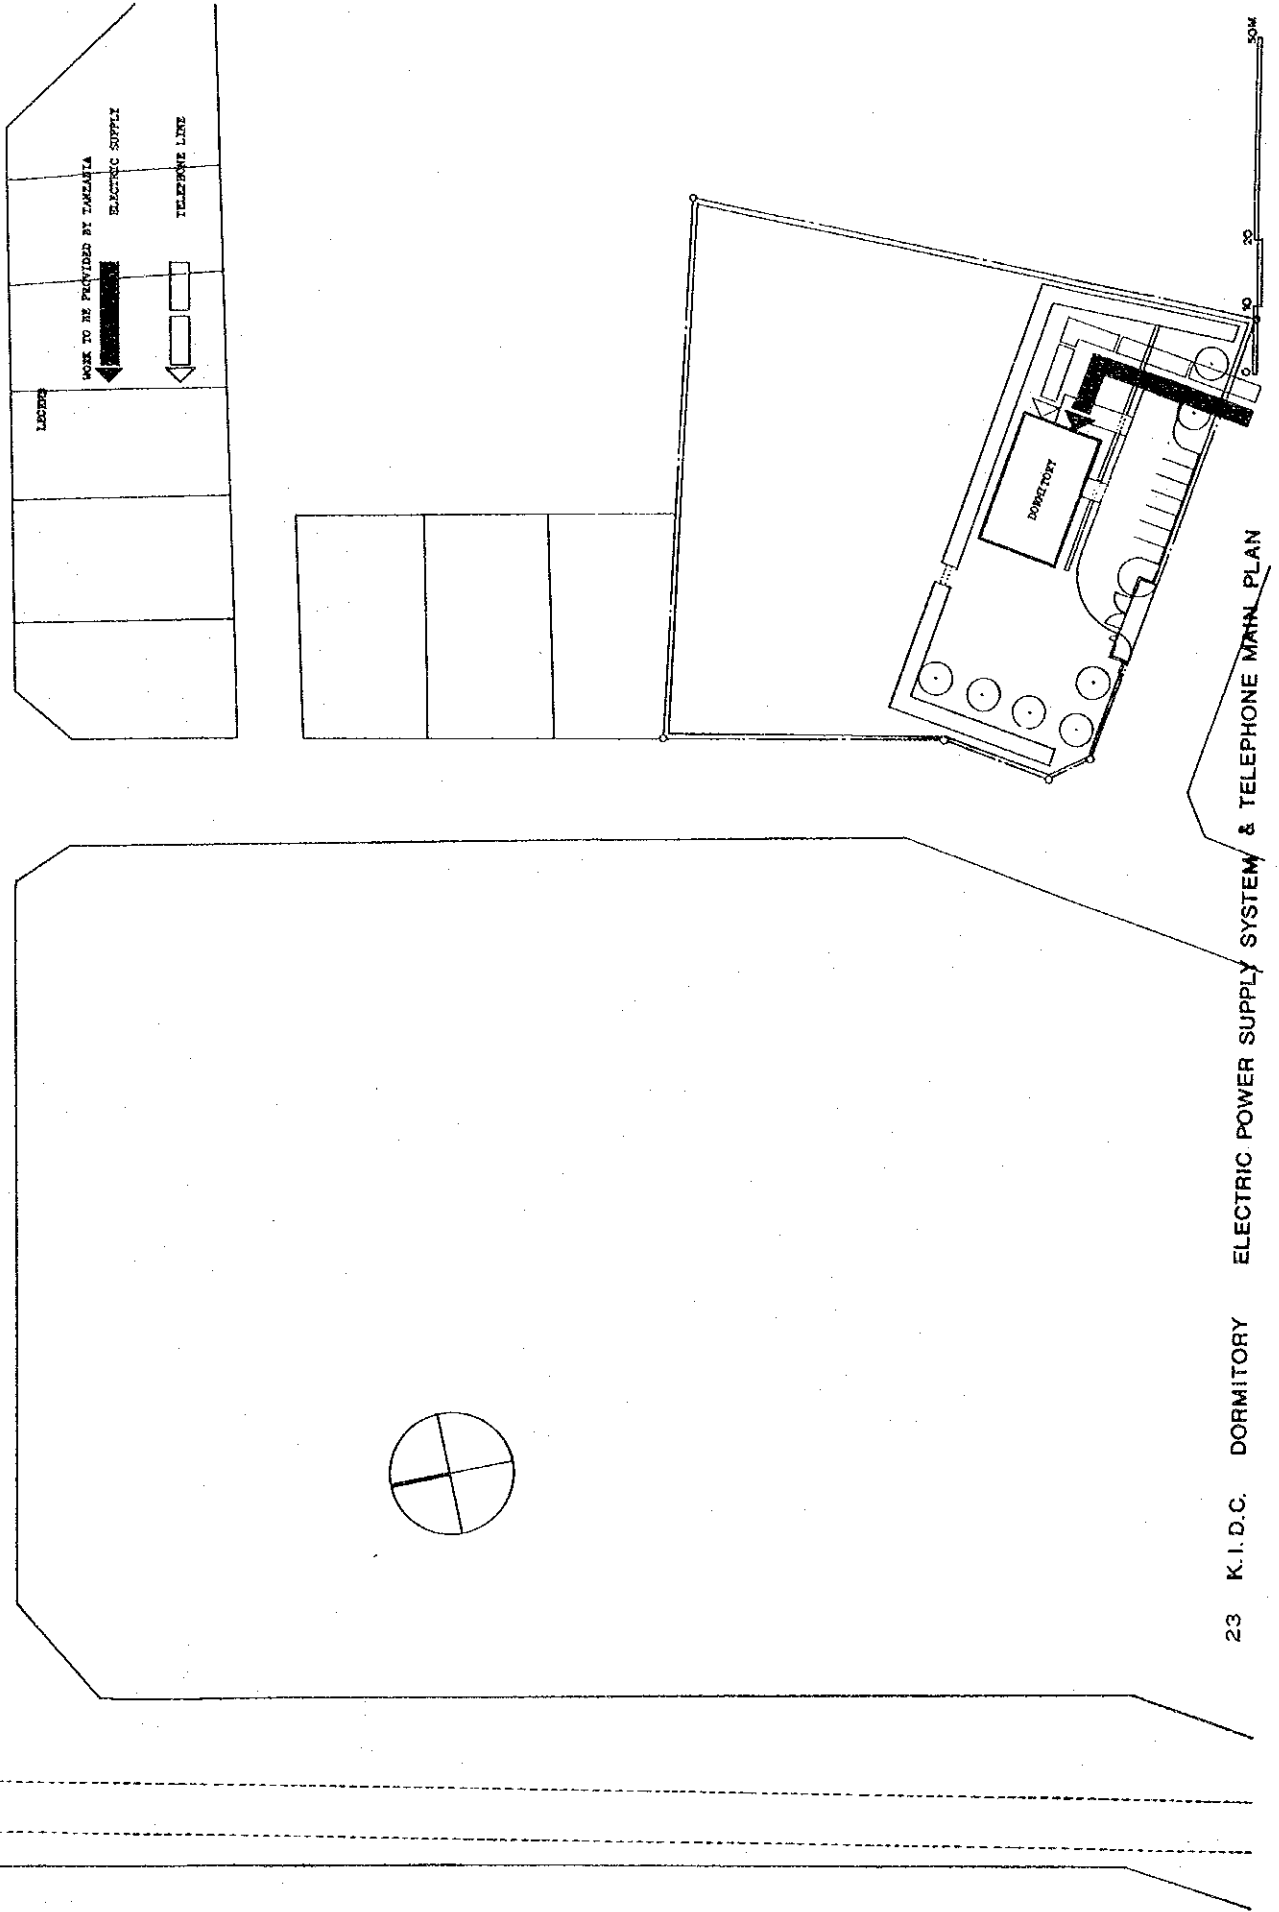 LEGEND
WORK TO BE PROVIDED BY TANZANIA
ELECTRIC SUPPLY
TELEPHONE LINE
DORMITORY
0 10 20 50M
23 K.I.D.C. DORMITORY ELECTRIC POWER SUPPLY SYSTEM & TELEPHONE MAIN PLAN